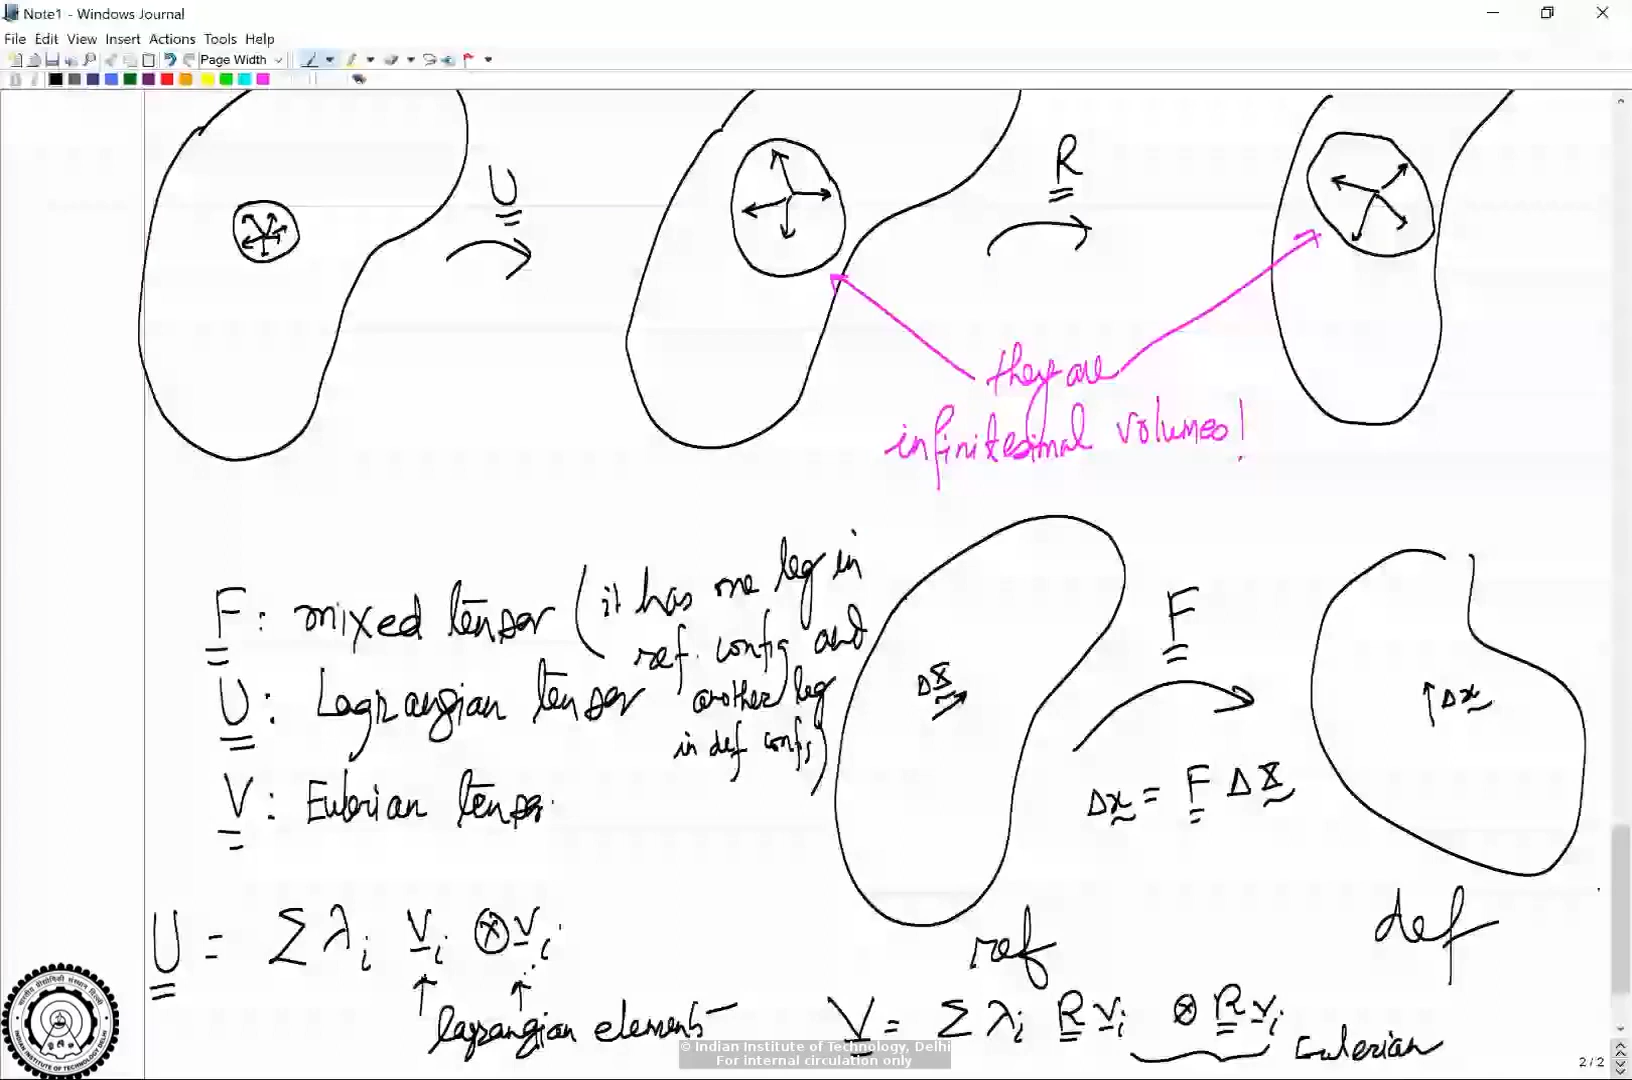 Note1 - Windows Journal
File Edit View Insert Actions Tools Help
Page Width
U
R
they are
infinitesimal volumes!
F: mixed tensor (it has one leg in
ref. config and
another leg
in def config)
U: Lagrangian tensor
V: Eulerian tensor
ΔX
F
Δx = F ΔX
Δx
ref
def
U = Σ λi vi ⊗ vi
lagrangian elements
V = Σ λi R vi ⊗ R vi
Eulerian
© Indian Institute of Technology, Delhi
For internal circulation only
2 / 2